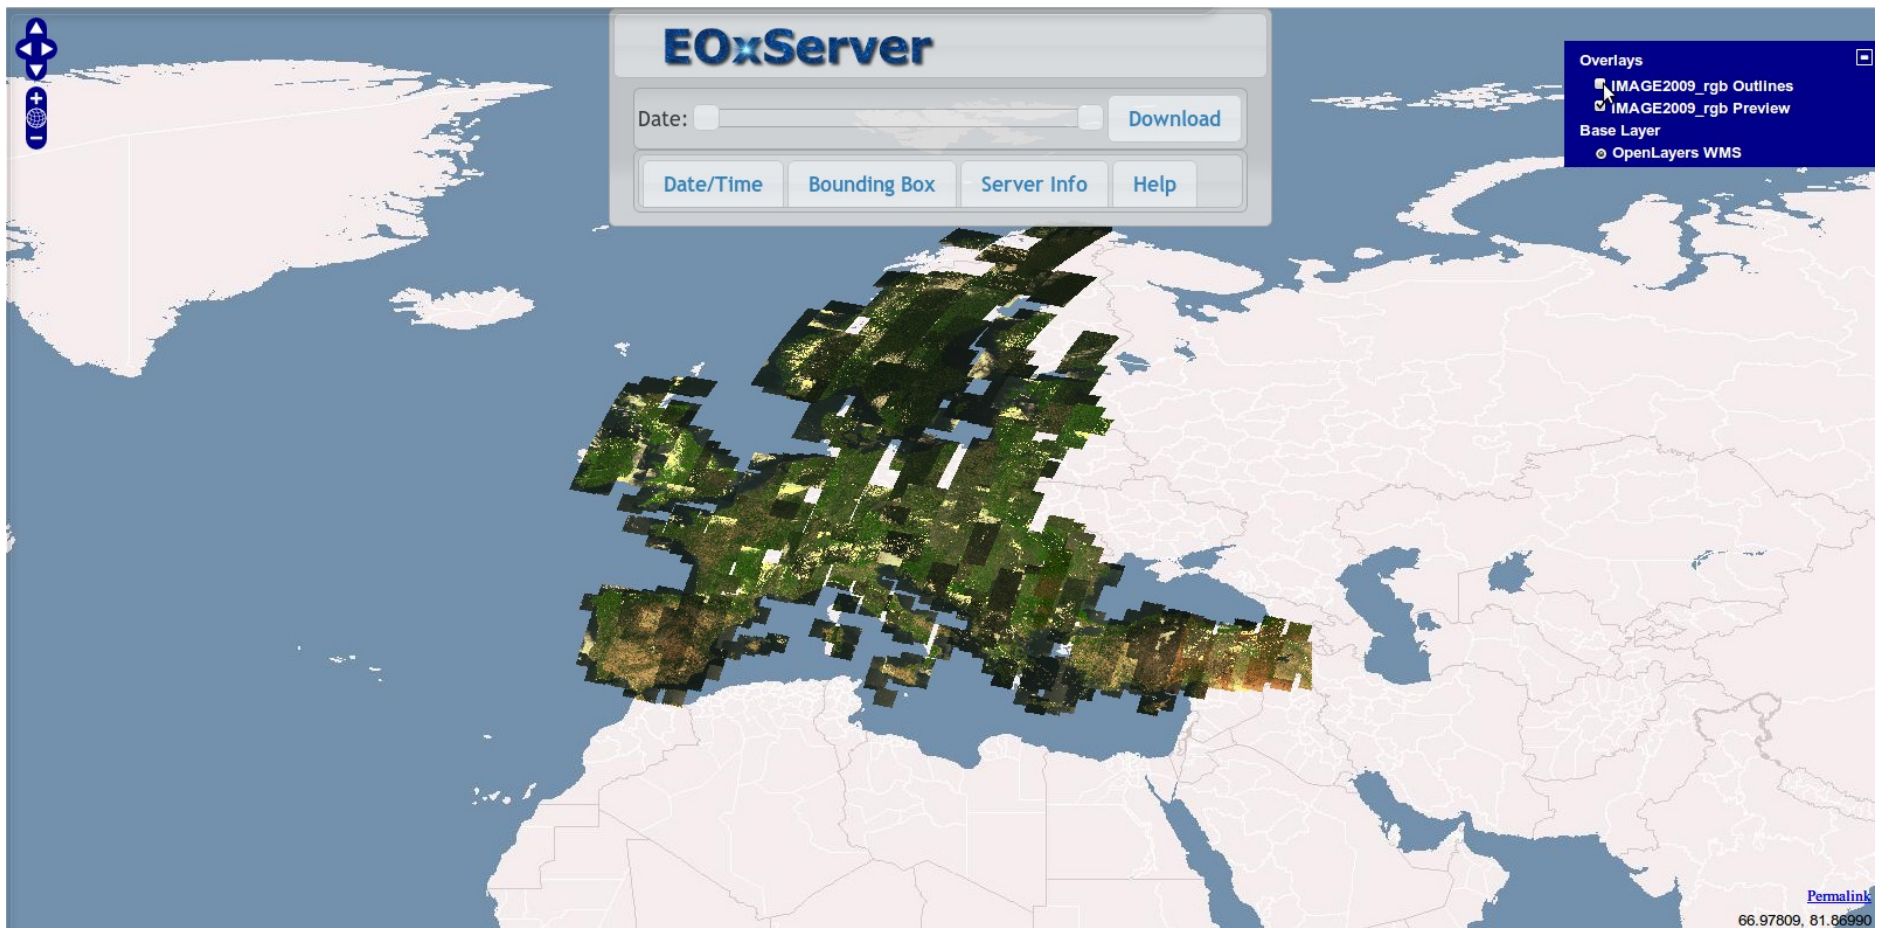 EOxServer
Date:
Download
Date/Time
Bounding Box
Server Info
Help
Overlays
IMAGE2009_rgb Outlines
IMAGE2009_rgb Preview
Base Layer
OpenLayers WMS
Permalink
66.97809, 81.86990